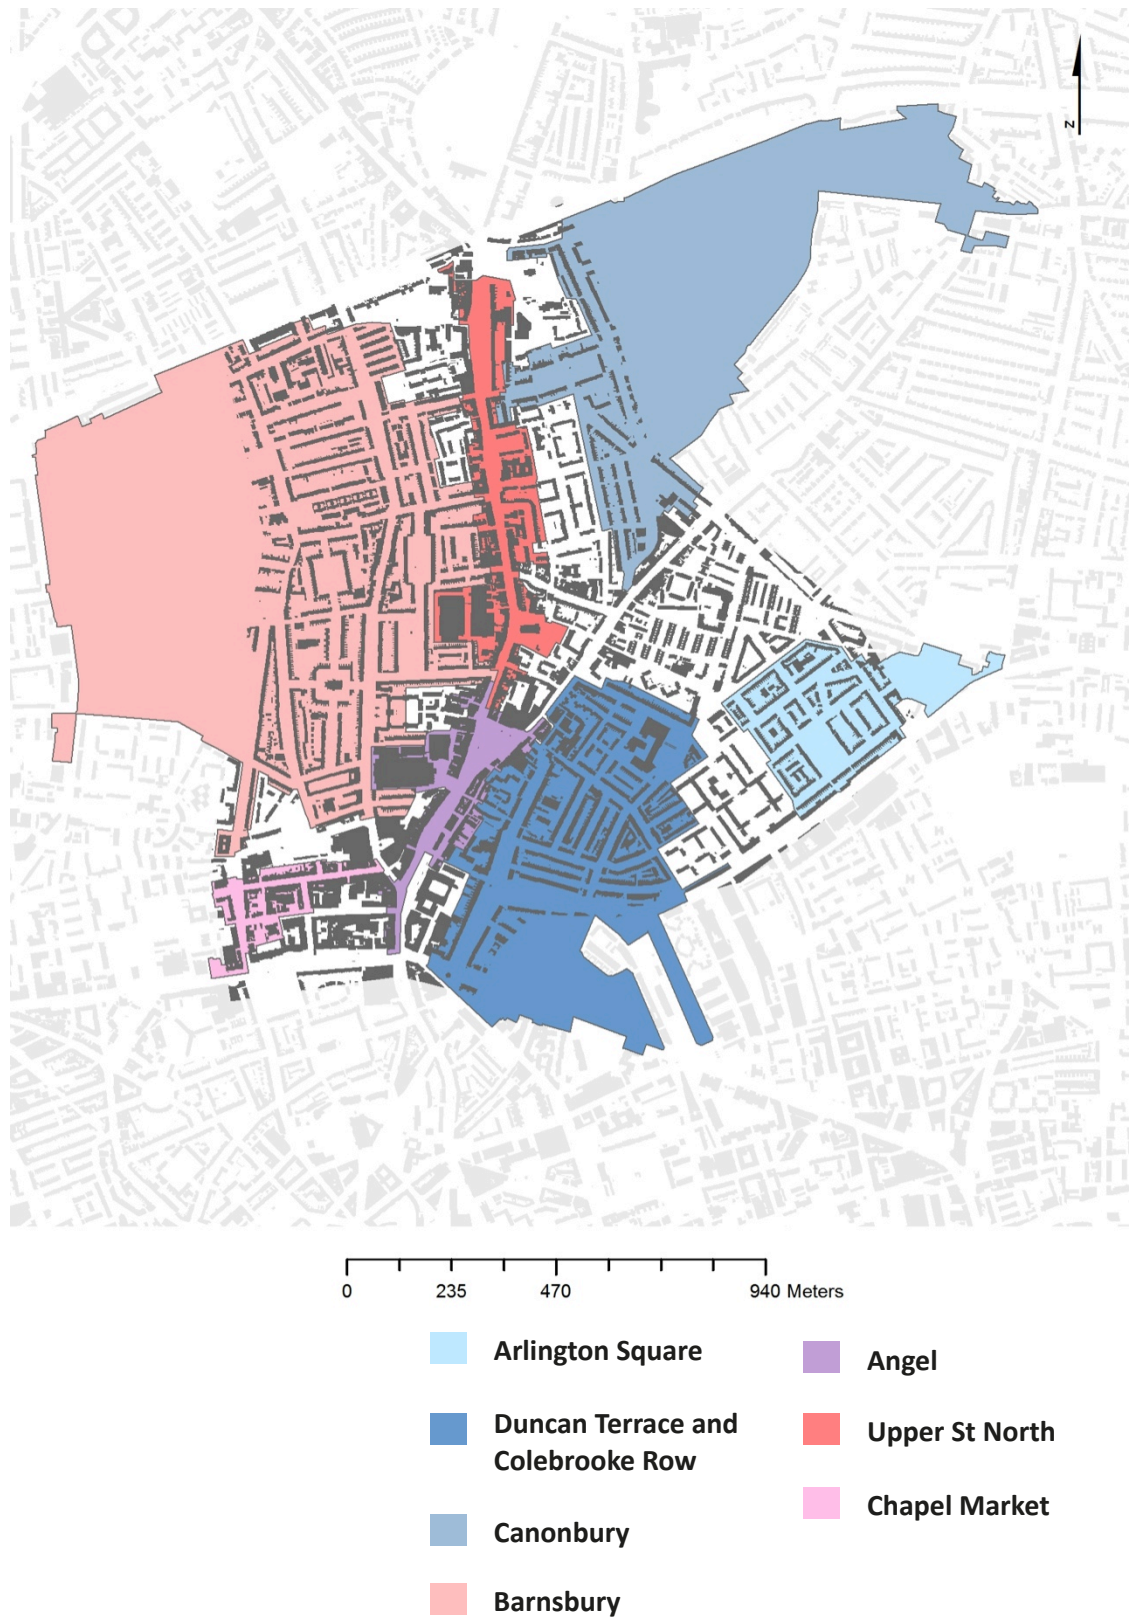 N
0 235 470 940 Meters
Arlington Square
Duncan Terrace and
Colebrooke Row
Canonbury
Barnsbury
Angel
Upper St North
Chapel Market